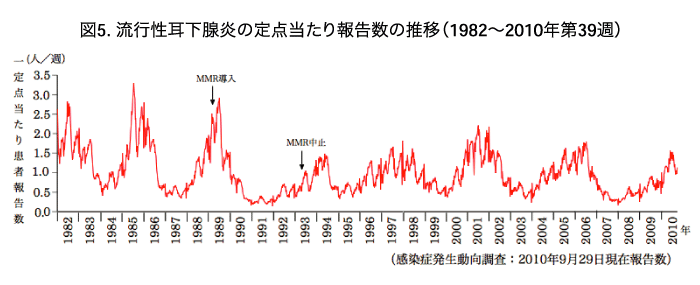 図5. 流行性耳下腺炎の定点当たり報告数の推移（1982～2010年第39週）
(人／週)
一定点当たり患者報告数
3.5
3.0
2.5
2.0
1.5
1.0
0.5
0.0
MMR導入
MMR中止
1982 1983 1984 1985 1986 1987 1988 1989 1990 1991 1992 1993 1994 1995 1996 1997 1998 1999 2000 2001 2002 2003 2004 2005 2006 2007 2008 2009 2010 年
(感染症発生動向調査：2010年9月29日現在報告数)